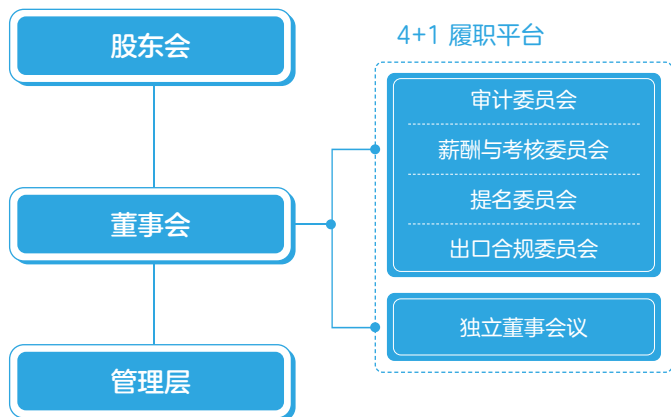 股东会
董事会
管理层
4+1 履职平台
审计委员会
薪酬与考核委员会
提名委员会
出口合规委员会
独立董事会议